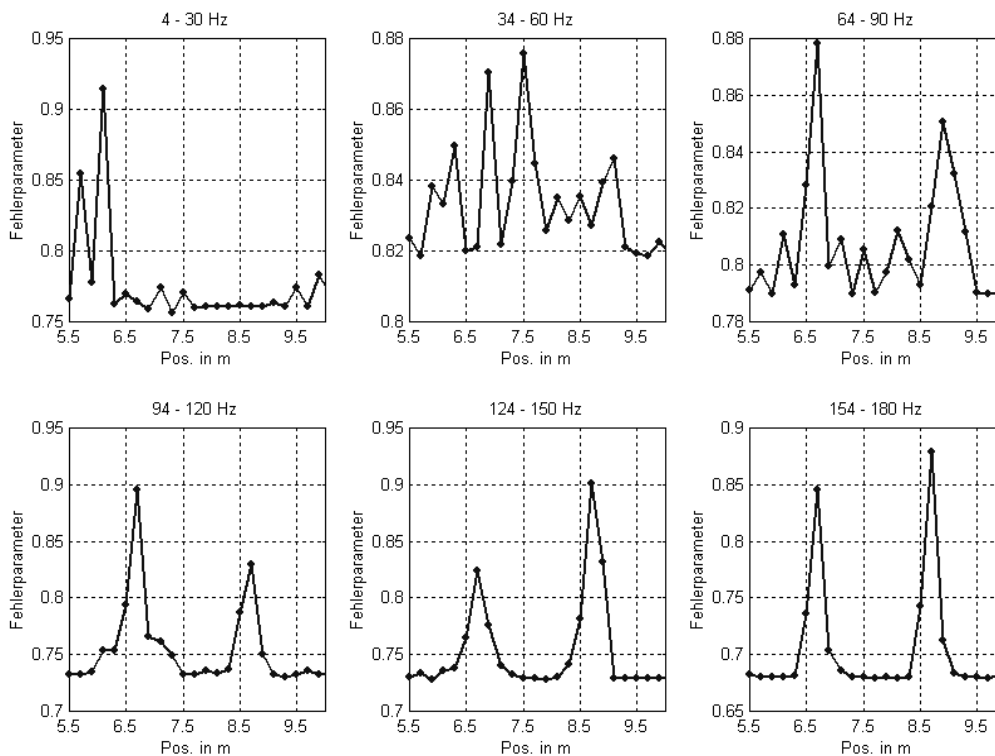 4 - 30 Hz
Fehlerparameter
0.95
0.9
0.85
0.8
0.75
5.5 6.5 7.5 8.5 9.5
Pos. in m
34 - 60 Hz
Fehlerparameter
0.88
0.86
0.84
0.82
0.8
5.5 6.5 7.5 8.5 9.5
Pos. in m
64 - 90 Hz
Fehlerparameter
0.88
0.86
0.84
0.82
0.8
0.78
5.5 6.5 7.5 8.5 9.5
Pos. in m
94 - 120 Hz
Fehlerparameter
0.95
0.9
0.85
0.8
0.75
0.7
5.5 6.5 7.5 8.5 9.5
Pos. in m
124 - 150 Hz
Fehlerparameter
0.95
0.9
0.85
0.8
0.75
0.7
5.5 6.5 7.5 8.5 9.5
Pos. in m
154 - 180 Hz
Fehlerparameter
0.9
0.85
0.8
0.75
0.7
0.65
5.5 6.5 7.5 8.5 9.5
Pos. in m